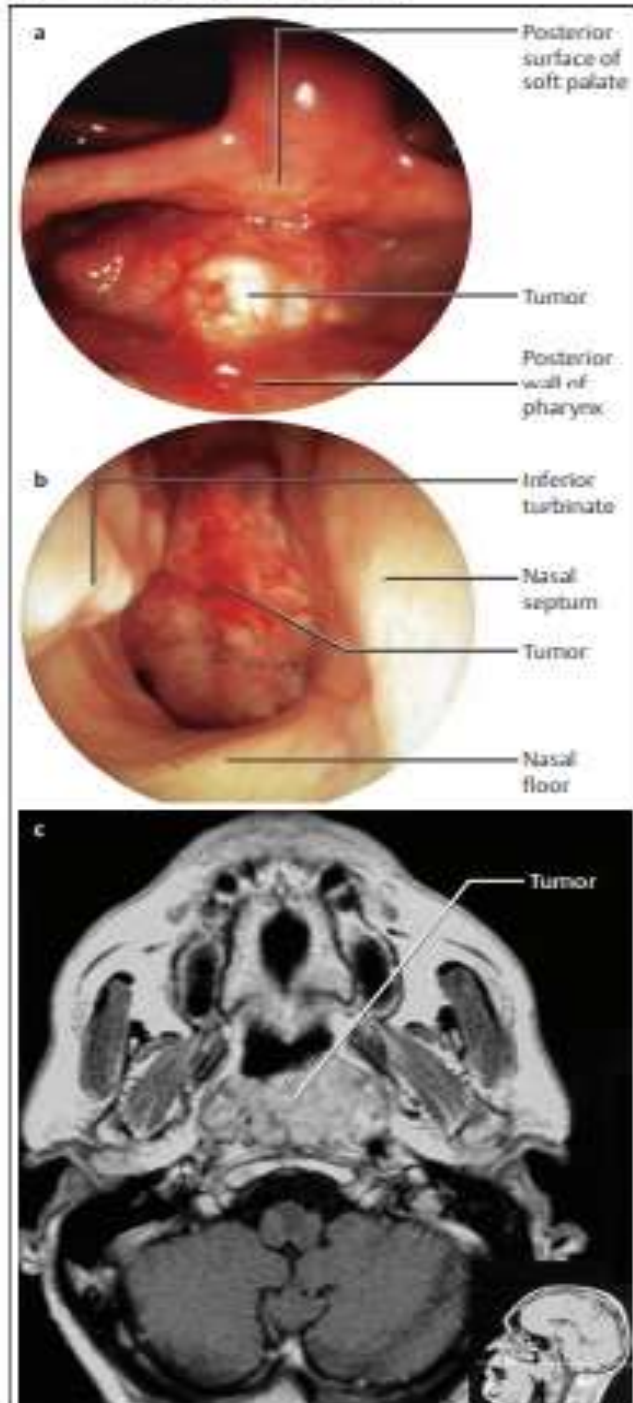 a
Posterior
surface of
soft palate
Tumor
Posterior
wall of
pharynx
b
Inferior
turbinate
Nasal
septum
Tumor
Nasal
floor
c
Tumor